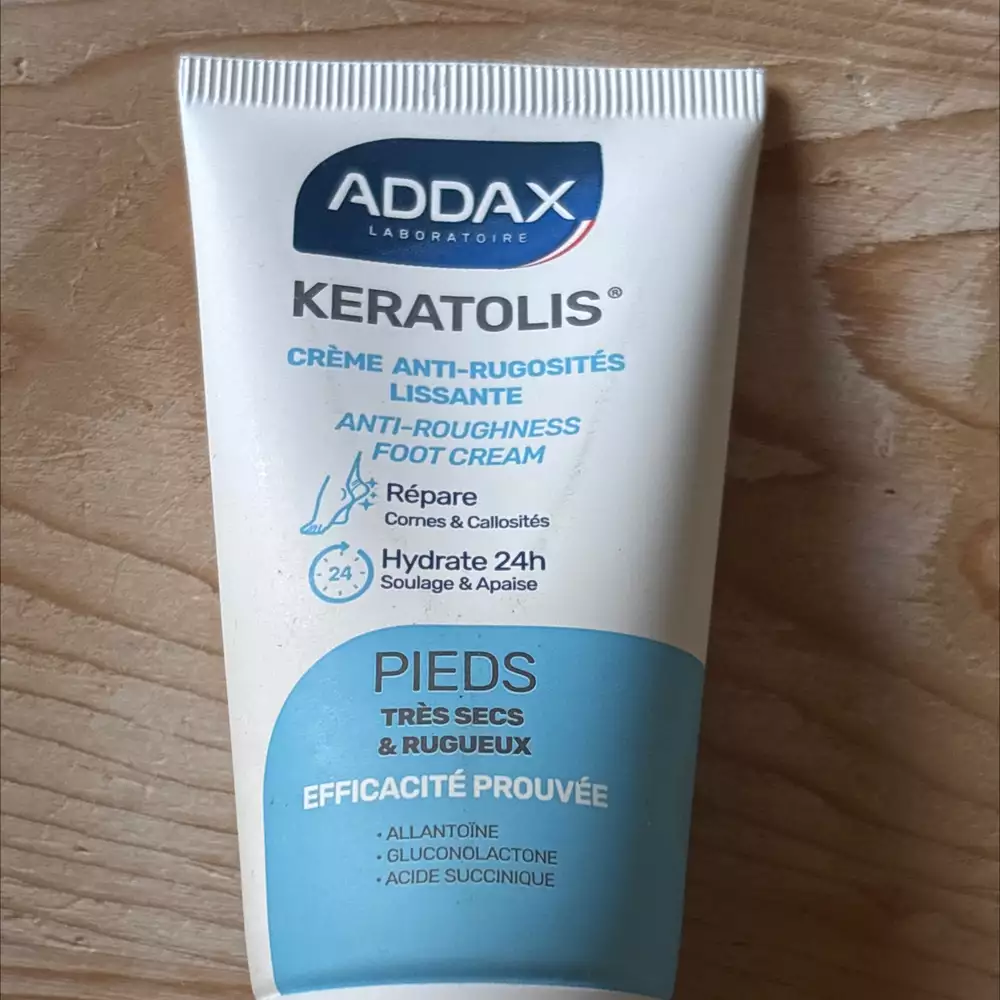 ADDAX
LABORATOIRE
KERATOLIS®
CRÈME ANTI-RUGOSITÉS
LISSANTE
ANTI-ROUGHNESS
FOOT CREAM
Répare
Cornes & Callosités
24
Hydrate 24h
Soulage & Apaise
PIEDS
TRÈS SECS
& RUGUEUX
EFFICACITÉ PROUVÉE
• ALLANTOÏNE
• GLUCONOLACTONE
• ACIDE SUCCINIQUE